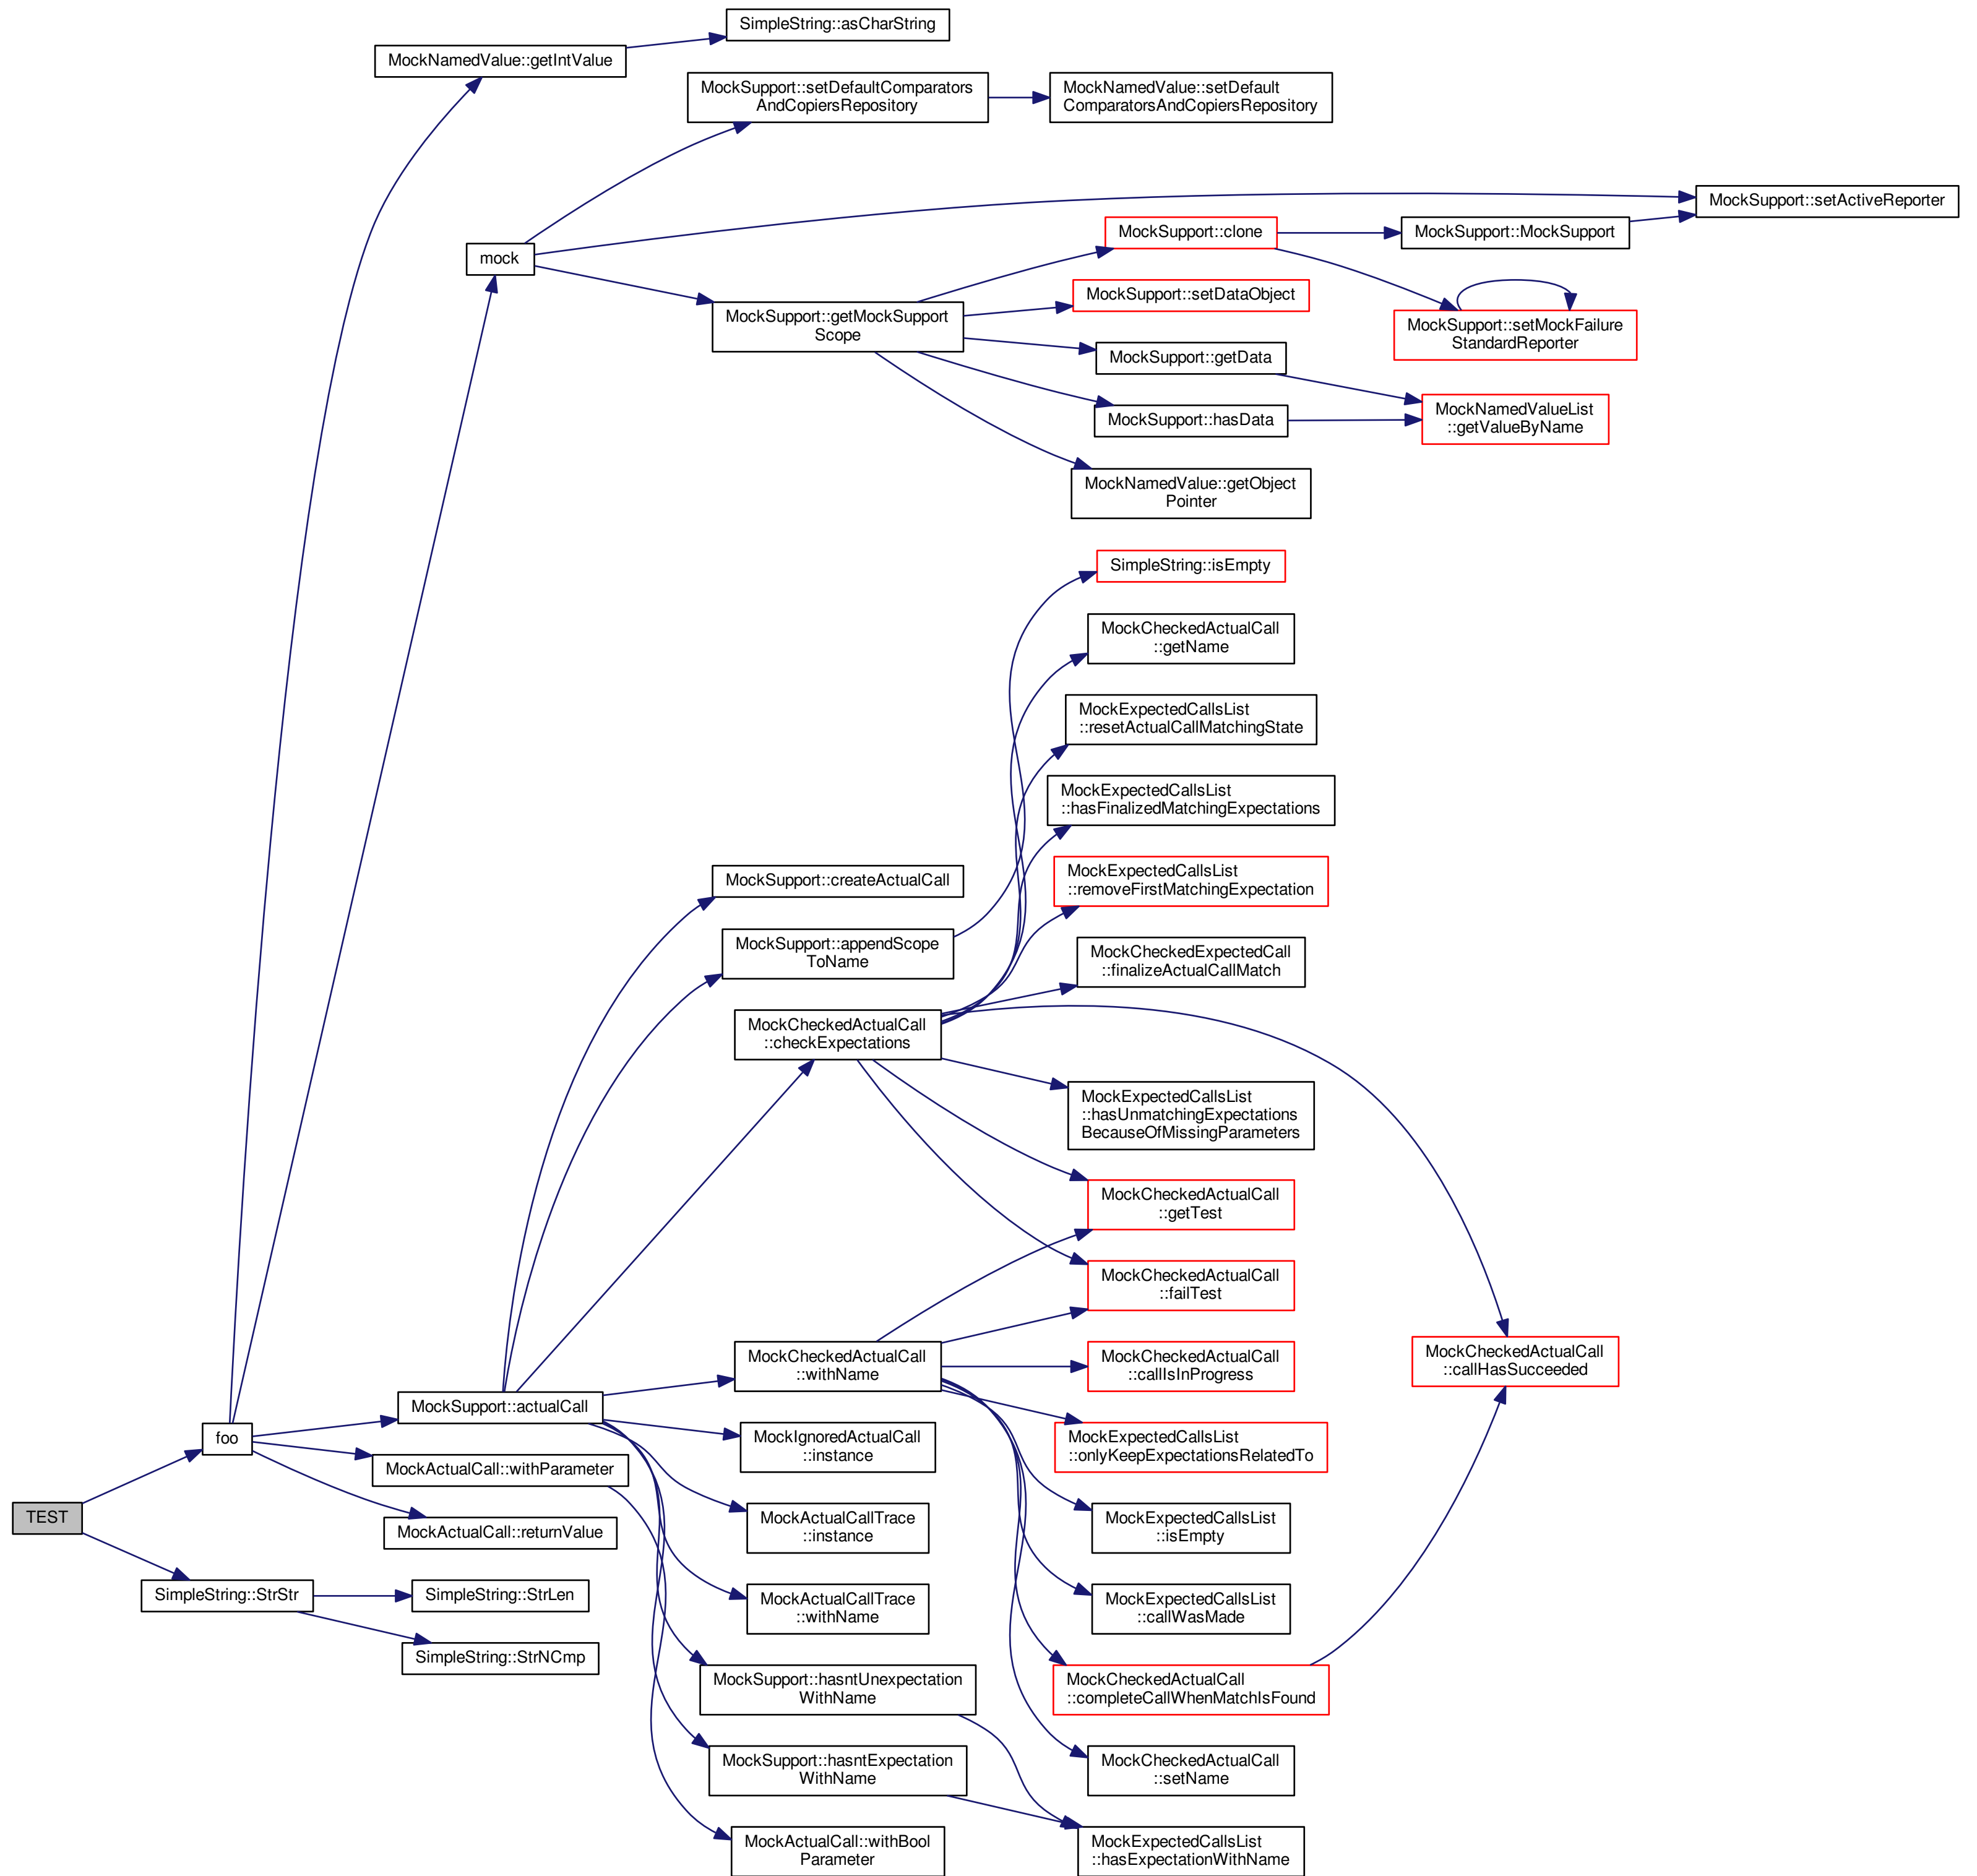 SimpleString::asCharString
MockNamedValue::getIntValue
MockSupport::setDefaultComparators
AndCopiersRepository
MockNamedValue::setDefault
ComparatorsAndCopiersRepository
MockSupport::setActiveReporter
MockSupport::clone
MockSupport::MockSupport
mock
MockSupport::setDataObject
MockSupport::getMockSupport
Scope
MockSupport::setMockFailure
StandardReporter
MockSupport::getData
MockSupport::hasData
MockNamedValueList
::getValueByName
MockNamedValue::getObject
Pointer
SimpleString::isEmpty
MockCheckedActualCall
::getName
MockExpectedCallsList
::resetActualCallMatchingState
MockExpectedCallsList
::hasFinalizedMatchingExpectations
MockSupport::createActualCall
MockExpectedCallsList
::removeFirstMatchingExpectation
MockSupport::appendScope
ToName
MockCheckedExpectedCall
::finalizeActualCallMatch
MockCheckedActualCall
::checkExpectations
MockExpectedCallsList
::hasUnmatchingExpectations
BecauseOfMissingParameters
MockCheckedActualCall
::getTest
MockCheckedActualCall
::failTest
MockCheckedActualCall
::withName
MockCheckedActualCall
::callIsInProgress
MockCheckedActualCall
::callHasSucceeded
MockSupport::actualCall
foo
MockIgnoredActualCall
::instance
MockExpectedCallsList
::onlyKeepExpectationsRelatedTo
MockActualCall::withParameter
TEST
MockActualCall::returnValue
MockActualCallTrace
::instance
MockExpectedCallsList
::isEmpty
SimpleString::StrStr
SimpleString::StrLen
MockActualCallTrace
::withName
MockExpectedCallsList
::callWasMade
SimpleString::StrNCmp
MockSupport::hasntUnexpectation
WithName
MockCheckedActualCall
::completeCallWhenMatchIsFound
MockSupport::hasntExpectation
WithName
MockCheckedActualCall
::setName
MockActualCall::withBool
Parameter
MockExpectedCallsList
::hasExpectationWithName